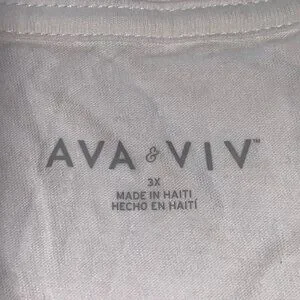 AVA & VIV™
3X
MADE IN HAITI
HECHO EN HAITÍ